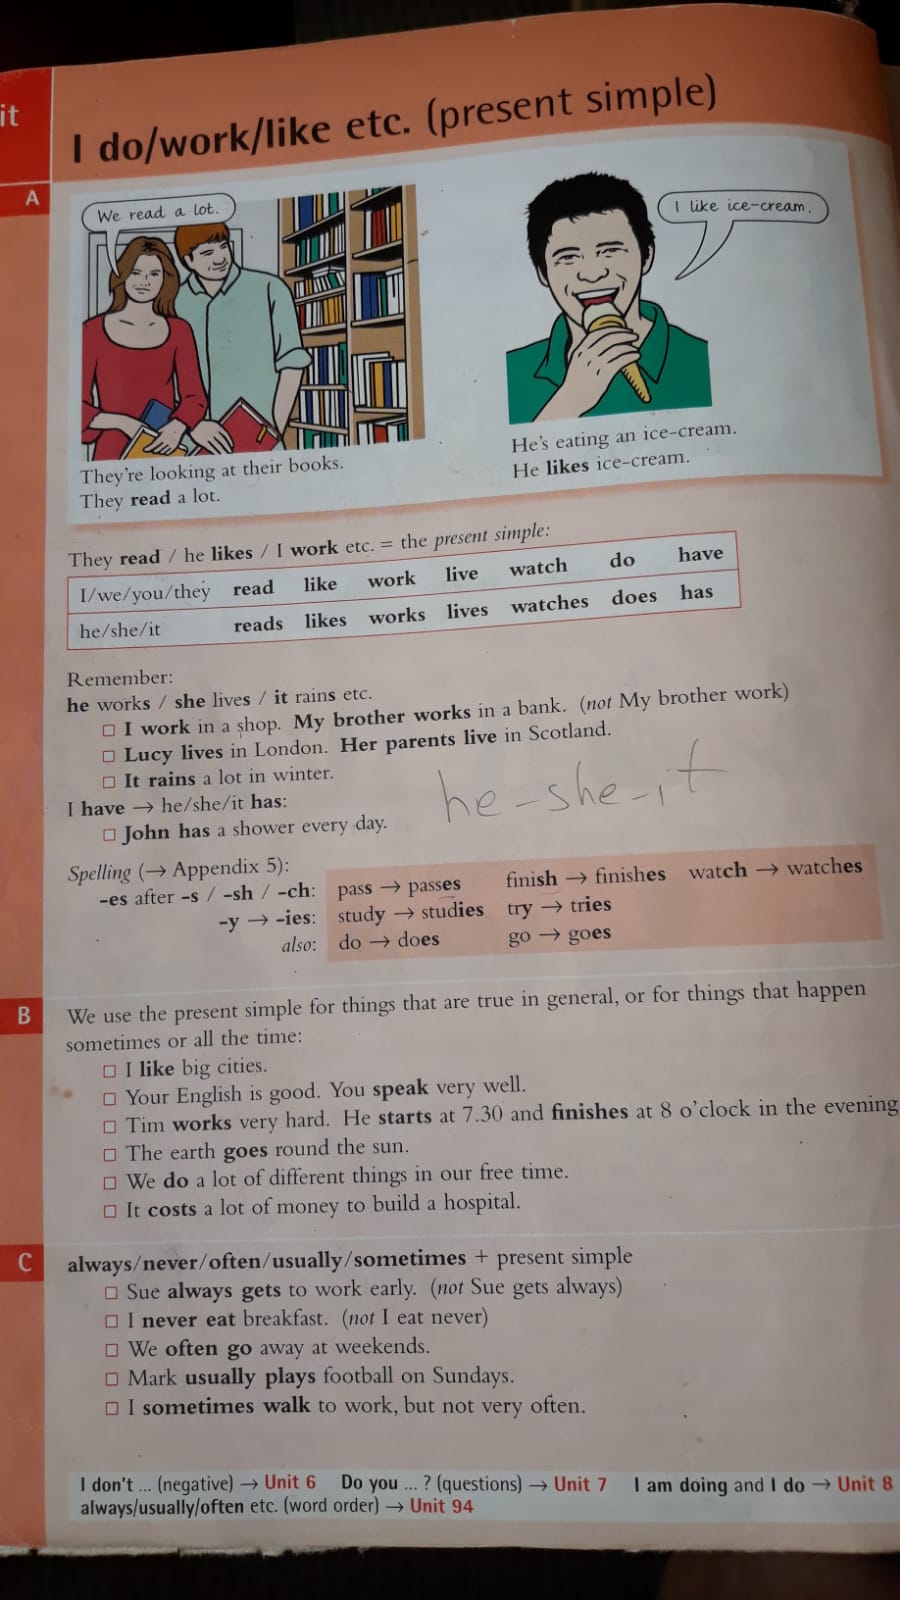 it
I do/work/like etc. (present simple)
A
We read a lot.
I like ice-cream.
They're looking at their books.
They read a lot.
He's eating an ice-cream.
He likes ice-cream.
They read / he likes / I work etc. = the present simple:
I/we/you/they read like work live watch do have
he/she/it reads likes works lives watches does has
Remember:
he works / she lives / it rains etc.
□ I work in a shop. My brother works in a bank. (not My brother work)
□ Lucy lives in London. Her parents live in Scotland.
□ It rains a lot in winter.
I have → he/she/it has:
□ John has a shower every day.
he-she-it
Spelling (→ Appendix 5):
-es after -s / -sh / -ch: pass → passes finish → finishes watch → watches
-y → -ies: study → studies try → tries
also: do → does go → goes
B
We use the present simple for things that are true in general, or for things that happen
sometimes or all the time:
□ I like big cities.
□ Your English is good. You speak very well.
□ Tim works very hard. He starts at 7.30 and finishes at 8 o'clock in the evening
□ The earth goes round the sun.
□ We do a lot of different things in our free time.
□ It costs a lot of money to build a hospital.
C
always/never/often/usually/sometimes + present simple
□ Sue always gets to work early. (not Sue gets always)
□ I never eat breakfast. (not I eat never)
□ We often go away at weekends.
□ Mark usually plays football on Sundays.
□ I sometimes walk to work, but not very often.
I don't ... (negative) → Unit 6 Do you ... ? (questions) → Unit 7 I am doing and I do → Unit 8
always/usually/often etc. (word order) → Unit 94